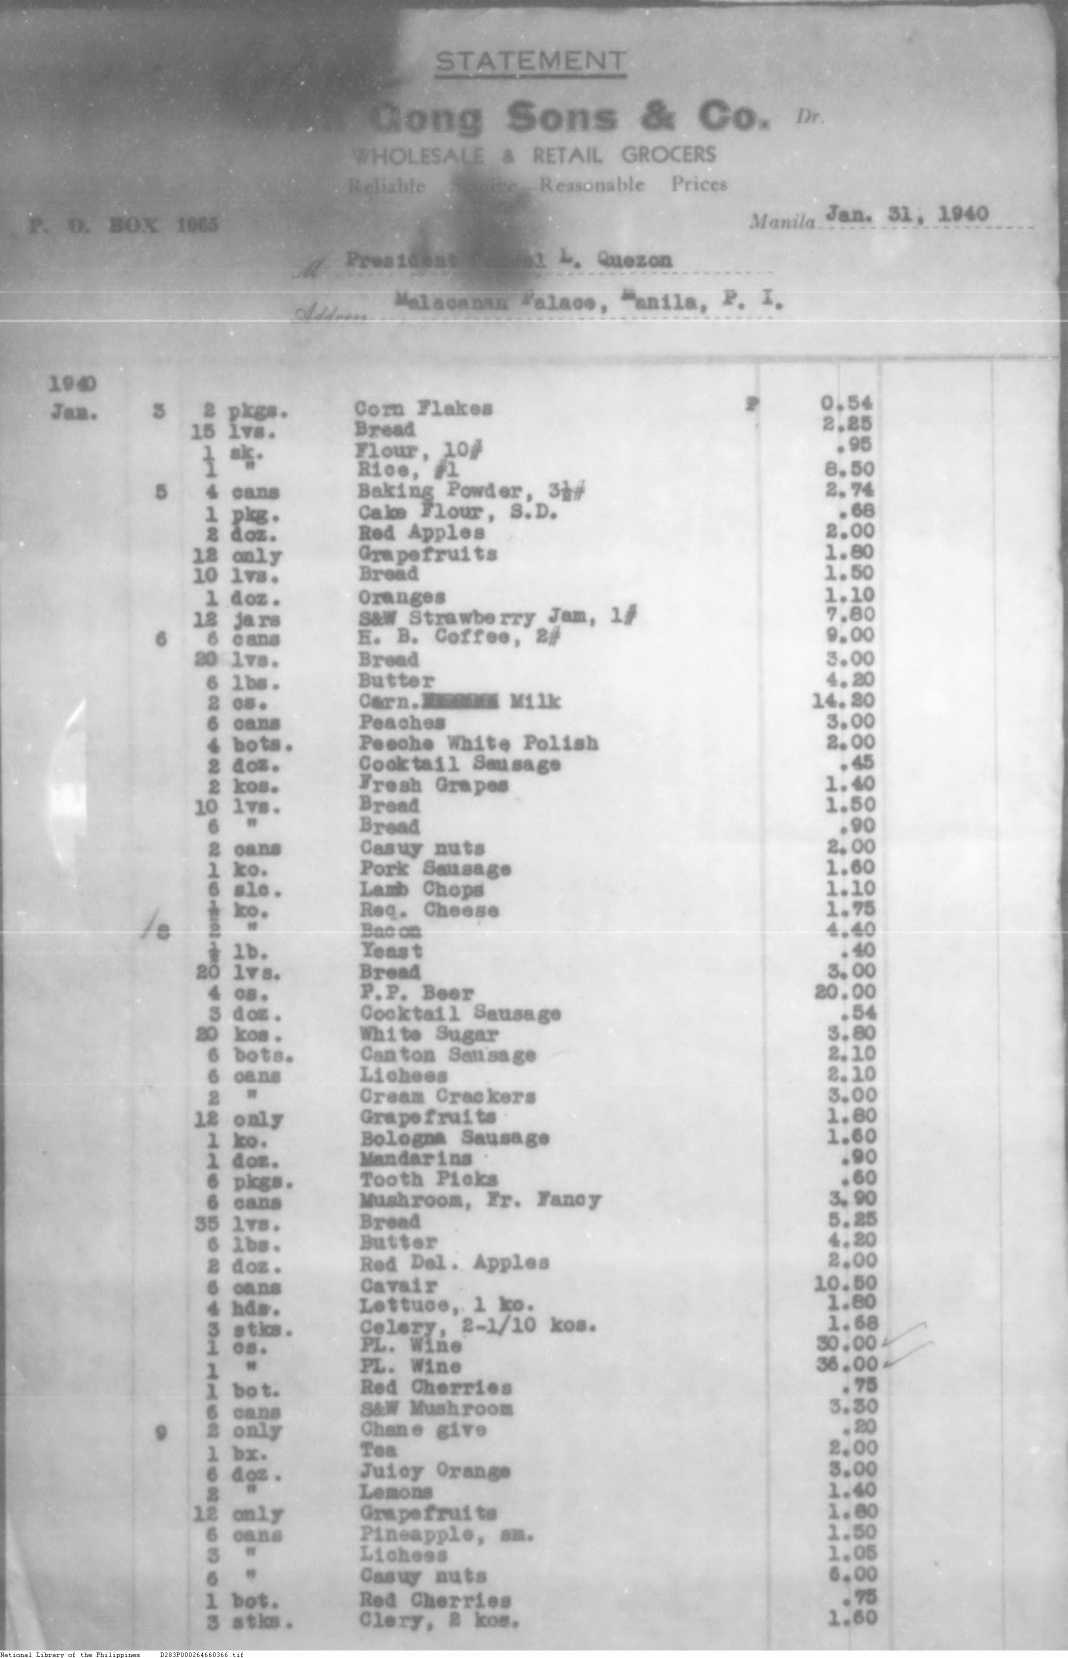 STATEMENT
Gong Sons & Co. Dr.
WHOLESALE & RETAIL GROCERS
Reliable Service Reasonable Prices
P. O. BOX 1065
Manila Jan. 31, 1940
M President Manuel L. Quezon
Address Malacanan Palace, Manila, P. I.
1940
Jan. 3 2 pkgs. Corn Flakes P 0.54
15 lvs. Bread 2.25
1 sk. Flour, 10# .95
1 " Rice, #1 8.50
5 4 cans Baking Powder, 3½# 2.74
1 pkg. Cake Flour, S.D. .68
2 doz. Red Apples 2.00
12 only Grapefruits 1.80
10 lvs. Bread 1.50
1 doz. Oranges 1.10
12 jars S&W Strawberry Jam, 1# 7.80
6 6 cans H. B. Coffee, 2# 9.00
20 lvs. Bread 3.00
6 lbs. Butter 4.20
2 cs. Carn. Milk 14.20
6 cans Peaches 3.00
4 bots. Peeche White Polish 2.00
2 doz. Cocktail Sausage .45
2 kos. Fresh Grapes 1.40
10 lvs. Bread 1.50
6 " Bread .90
2 cans Casuy nuts 2.00
1 ko. Pork Sausage 1.60
6 slc. Lamb Chops 1.10
½ ko. Req. Cheese 1.75
8 2 " Bacon 4.40
½ lb. Yeast .40
20 lvs. Bread 3.00
4 cs. P.P. Beer 20.00
3 doz. Cocktail Sausage .54
20 kos. White Sugar 3.80
6 bots. Canton Sausage 2.10
6 cans Lichees 2.10
2 " Cream Crackers 3.00
12 only Grapefruits 1.80
1 ko. Bologna Sausage 1.60
1 doz. Mandarins .90
6 pkgs. Tooth Picks .60
6 cans Mushroom, Fr. Fancy 3.90
35 lvs. Bread 5.25
6 lbs. Butter 4.20
2 doz. Red Del. Apples 2.00
6 cans Cavair 10.50
4 hds. Lettuce, 1 ko. 1.80
3 stks. Celery, 2-1/10 kos. 1.68
1 cs. PL. Wine 30.00
1 " PL. Wine 36.00
1 bot. Red Cherries .75
6 cans S&W Mushroom 3.30
9 2 only Chane give .20
1 bx. Tea 2.00
6 doz. Juicy Orange 3.00
2 " Lemons 1.40
12 only Grapefruits 1.80
6 cans Pineapple, sm. 1.50
3 " Lichees 1.05
6 " Casuy nuts 6.00
1 bot. Red Cherries .75
3 stks. Clery, 2 kos. 1.60
National Library of the Philippines D283P000264660366.tif